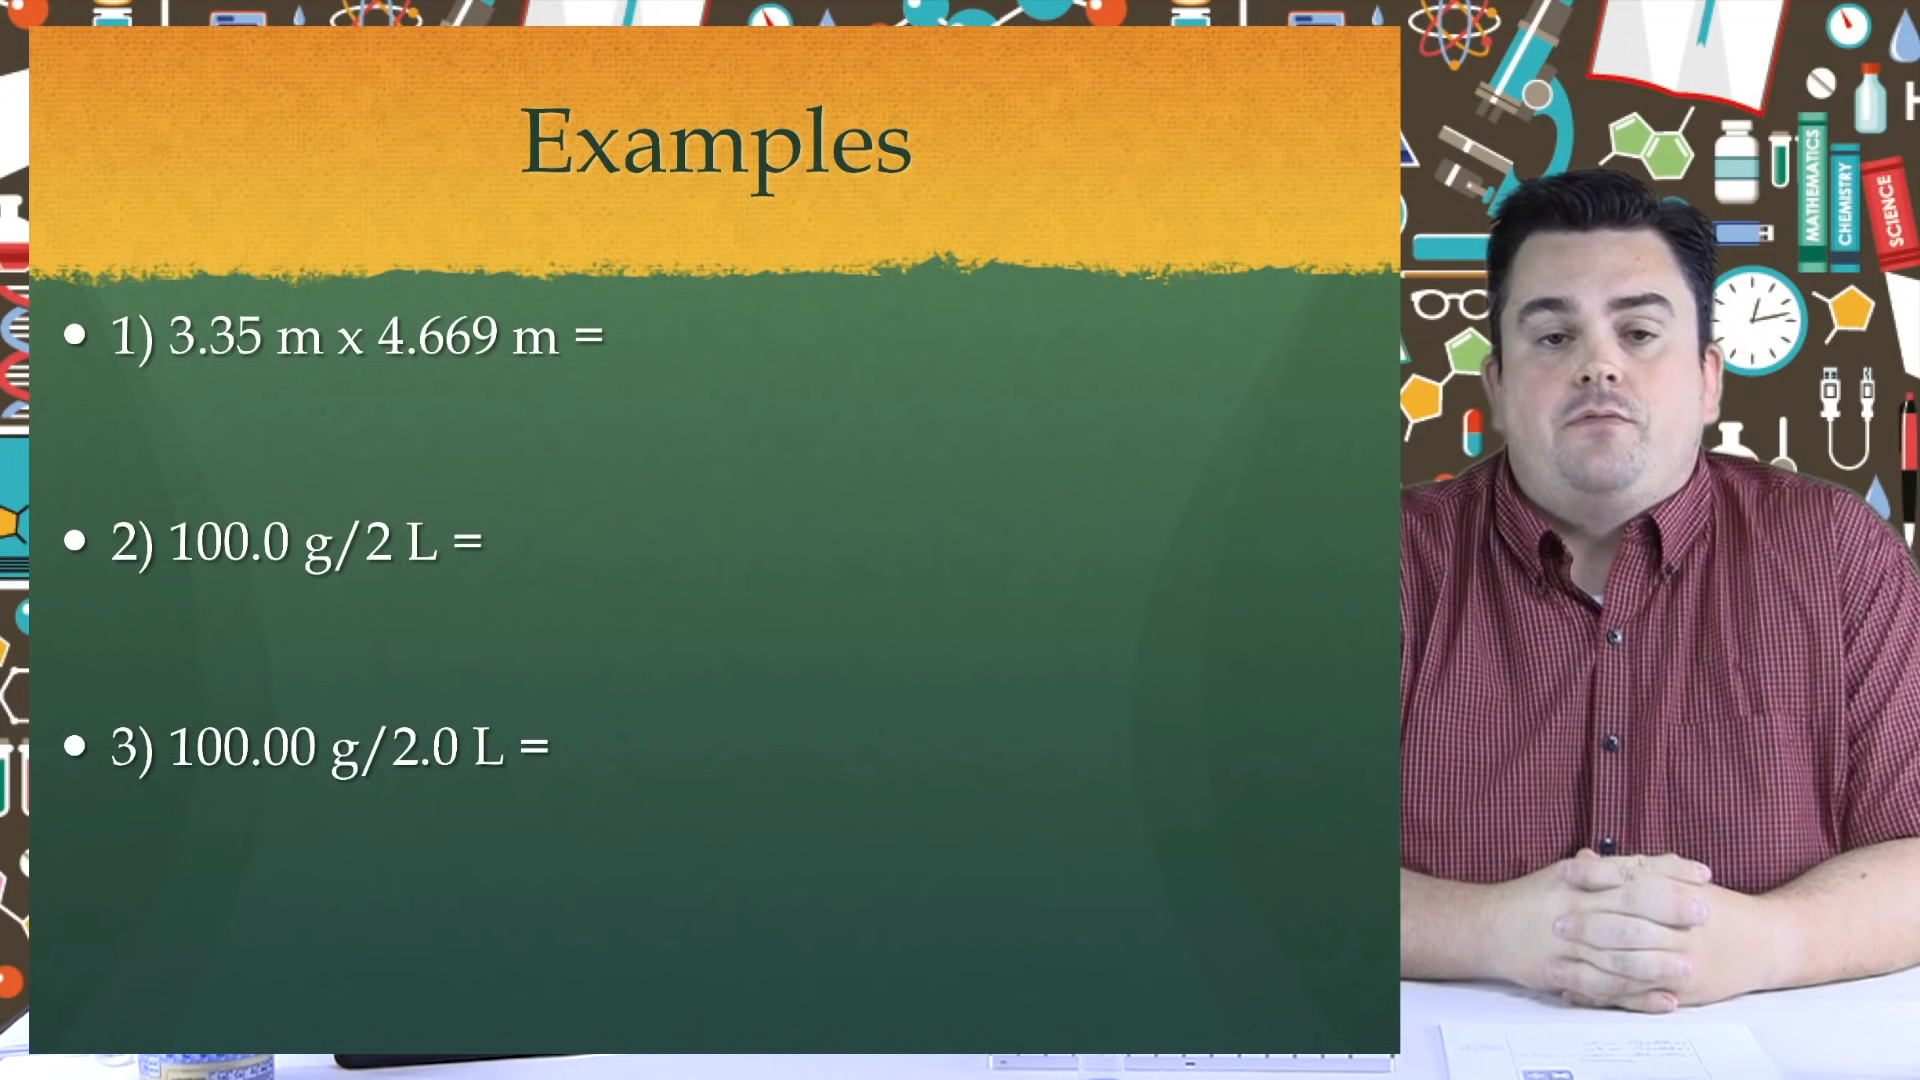 Examples
• 1) 3.35 m x 4.669 m =
• 2) 100.0 g/2 L =
• 3) 100.00 g/2.0 L =
MATHEMATICS
CHEMISTRY
SCIENCE
H